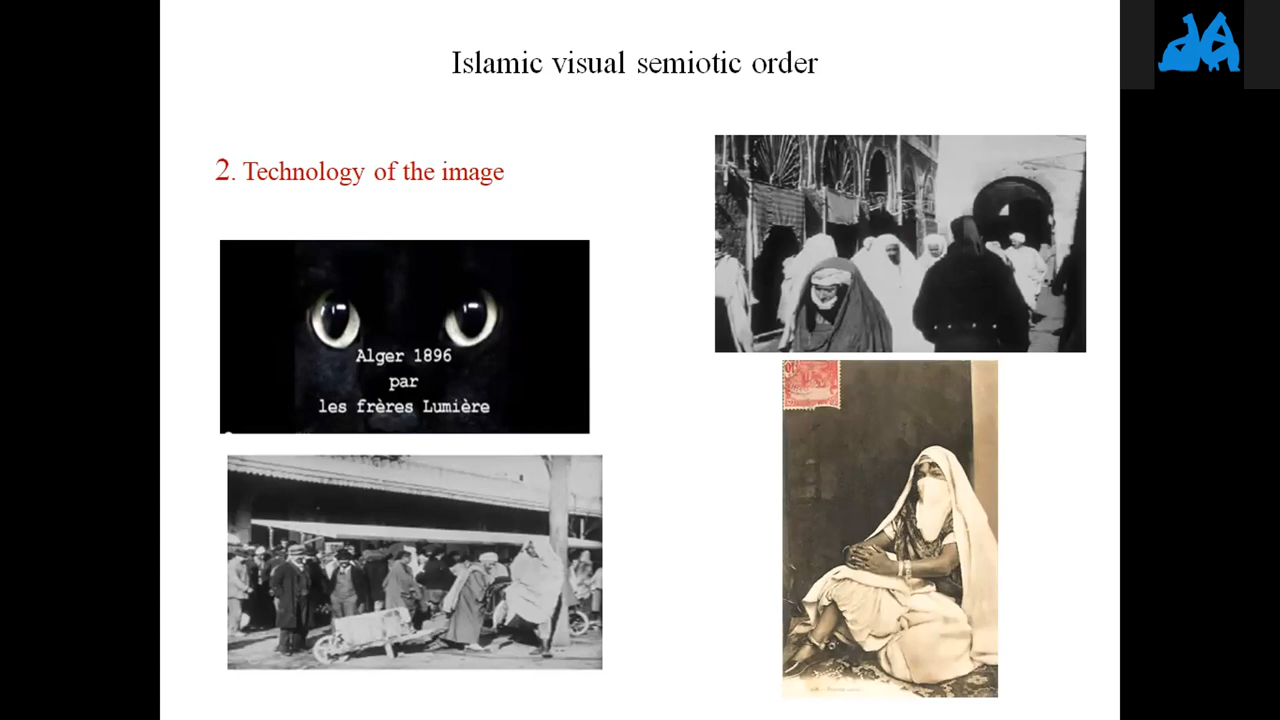 Islamic visual semiotic order
2. Technology of the image
Alger 1896
par
les frères Lumière